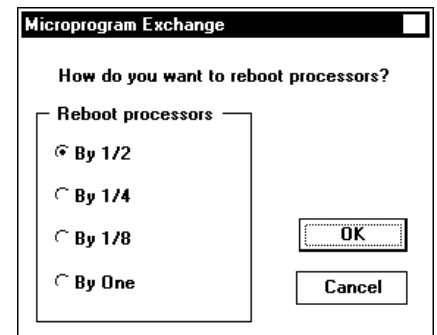 Microprogram Exchange
How do you want to reboot processors?
Reboot processors
By 1/2
By 1/4
By 1/8
By One
OK
Cancel